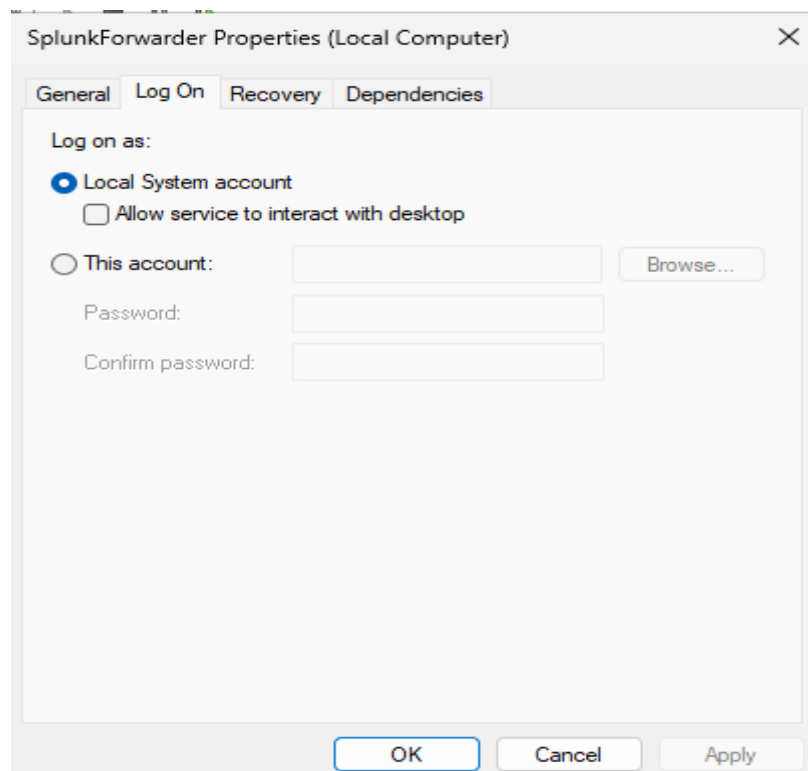 SplunkForwarder Properties (Local Computer)
General Log On Recovery Dependencies
Log on as:
Local System account
Allow service to interact with desktop
This account: Browse...
Password:
Confirm password:
OK Cancel Apply